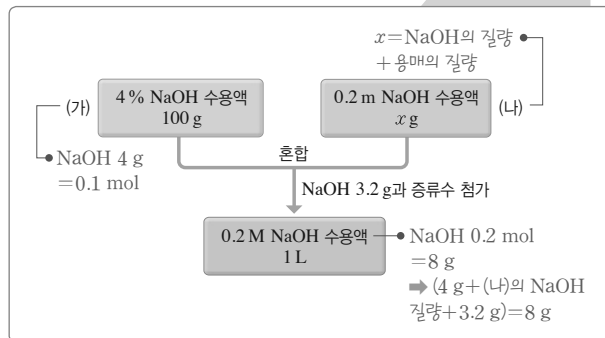 x=NaOH의 질량
+용매의 질량
(가)
4 % NaOH 수용액
100 g
0.2 m NaOH 수용액
x g
(나)
NaOH 4 g
=0.1 mol
혼합
NaOH 3.2 g과 증류수 첨가
0.2 M NaOH 수용액
1 L
NaOH 0.2 mol
=8 g
➡ (4 g+(나)의 NaOH
질량+3.2 g)=8 g